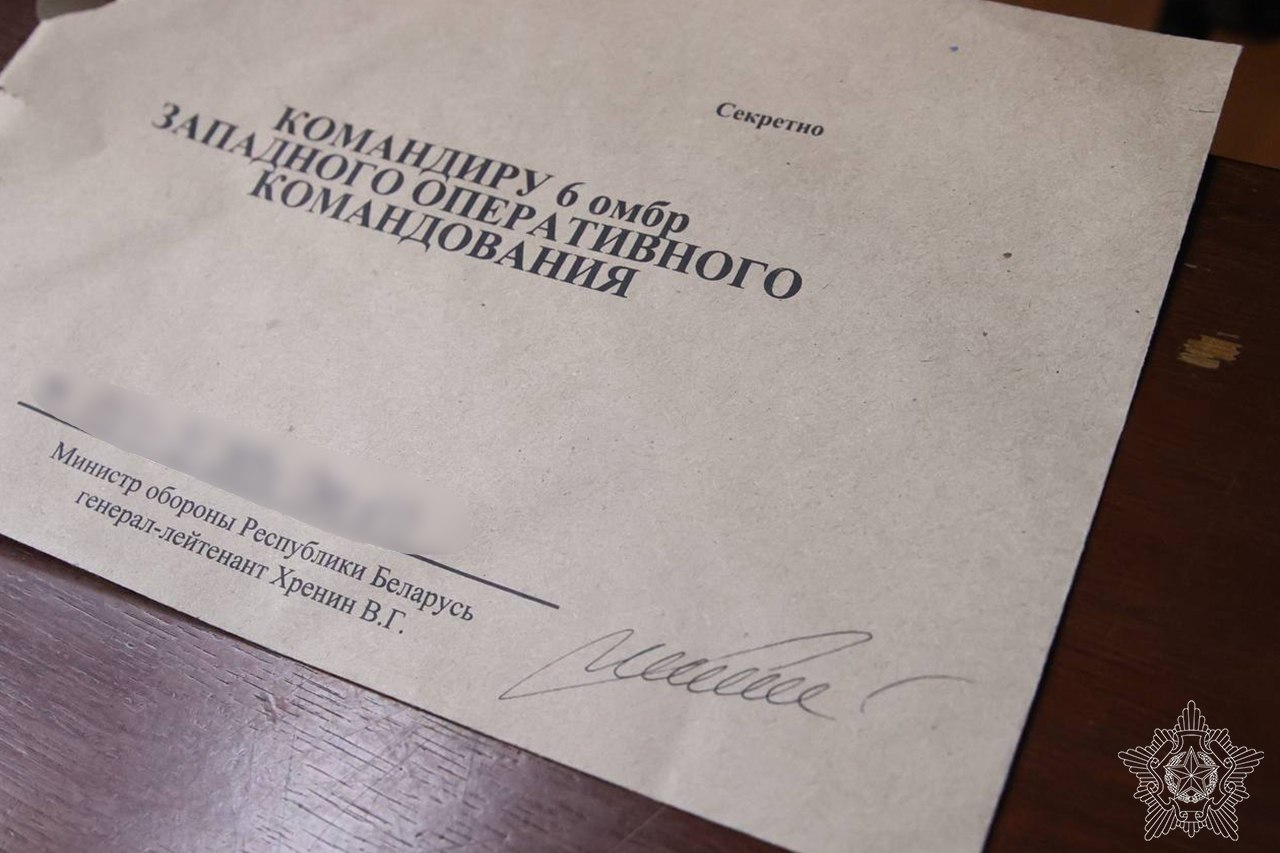 Секретно
КОМАНДИРУ 6 омбр
ЗАПАДНОГО ОПЕРАТИВНОГО
КОМАНДОВАНИЯ
Министр обороны Республики Беларусь
генерал-лейтенант Хренин В.Г.